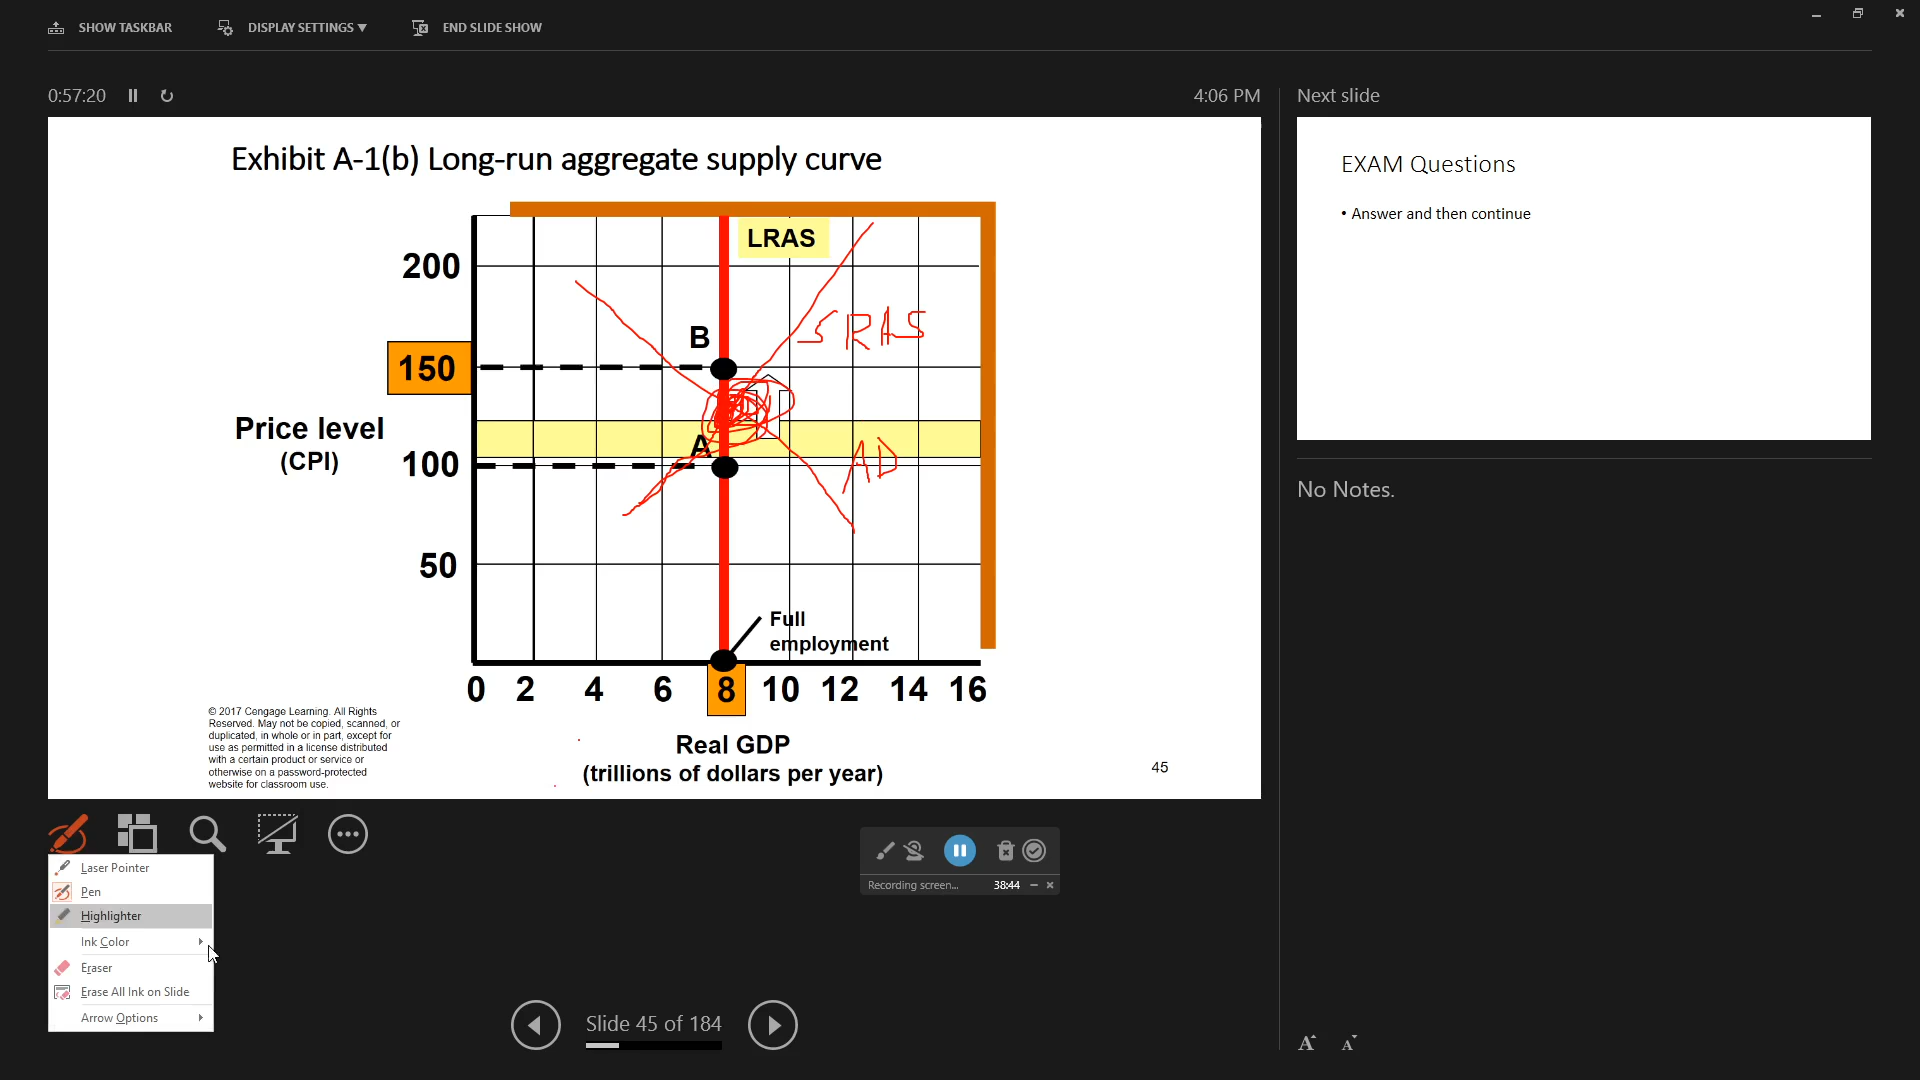 SHOW TASKBAR
DISPLAY SETTINGS ▾
END SLIDE SHOW
0:57:20
4:06 PM
Next slide
Exhibit A-1(b) Long-run aggregate supply curve
LRAS
200
SRAS
B
150
Price level
(CPI)
A
AD
100
50
Full
employment
0 2 4 6 8 10 12 14 16
Real GDP
(trillions of dollars per year)
© 2017 Cengage Learning. All Rights
Reserved. May not be copied, scanned, or
duplicated, in whole or in part, except for
use as permitted in a license distributed
with a certain product or service or
otherwise on a password-protected
website for classroom use.
45
EXAM Questions
• Answer and then continue
No Notes.
Laser Pointer
Pen
Highlighter
Ink Color
Eraser
Erase All Ink on Slide
Arrow Options
Recording screen... 38:44
Slide 45 of 184
A A